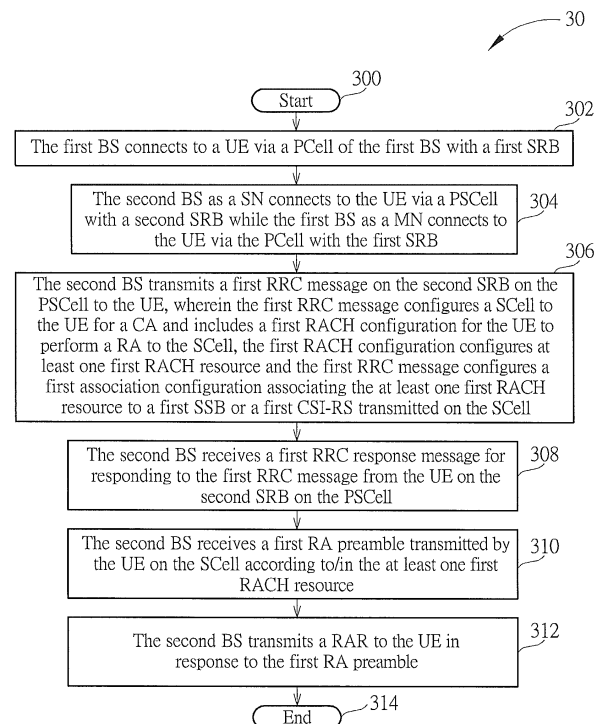 30
300
Start
302
The first BS connects to a UE via a PCell of the first BS with a first SRB
The second BS as a SN connects to the UE via a PSCell
with a second SRB while the first BS as a MN connects to
the UE via the PCell with the first SRB
304
306
The second BS transmits a first RRC message on the second SRB on the
PSCell to the UE, wherein the first RRC message configures a SCell to
the UE for a CA and includes a first RACH configuration for the UE to
perform a RA to the SCell, the first RACH configuration configures at
least one first RACH resource and the first RRC message configures a
first association configuration associating the at least one first RACH
resource to a first SSB or a first CSI-RS transmitted on the SCell
The second BS receives a first RRC response message for
responding to the first RRC message from the UE on the
second SRB on the PSCell
308
The second BS receives a first RA preamble transmitted by
the UE on the SCell according to/in the at least one first
RACH resource
310
The second BS transmits a RAR to the UE in
response to the first RA preamble
312
End
314